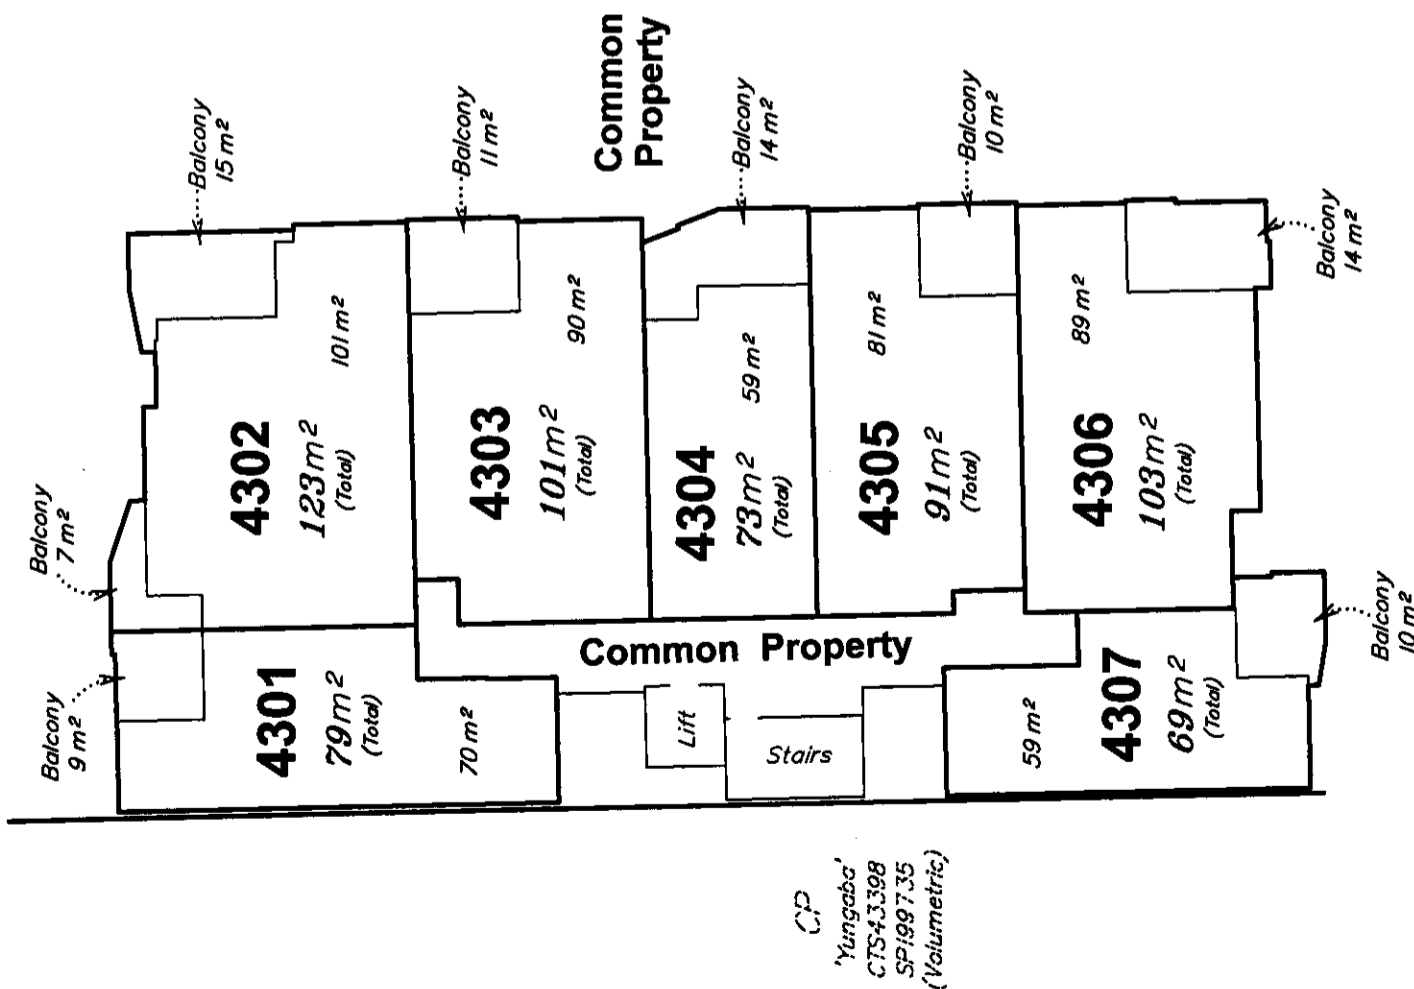 Balcony
15 m²
Balcony
11 m²
Common
Property
Balcony
14 m²
Balcony
10 m²
Balcony
14 m²
Balcony
7 m²
4302
123m²
(Total)
101 m²
4303
101m²
(Total)
90 m²
4304
73m²
(Total)
59 m²
4305
91m²
(Total)
81 m²
4306
103m²
(Total)
89 m²
Balcony
9 m²
4301
79m²
(Total)
70 m²
Common Property
Lift
Stairs
59 m²
4307
69m²
(Total)
Balcony
10 m²
CP
'Yungaba'
CTS43398
SP199735
(Volumetric)